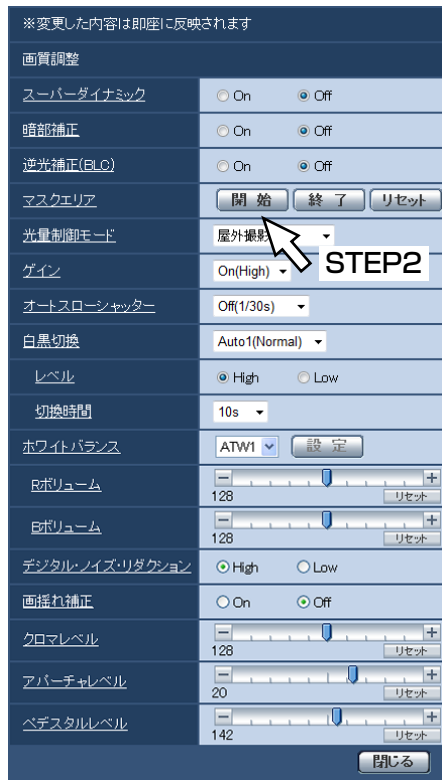 ※変更した内容は即座に反映されます
画質調整
スーパーダイナミック On Off
暗部補正 On Off
逆光補正(BLC) On Off
マスクエリア 開 始 終 了 リセット
光量制御モード 屋外撮影
STEP2
ゲイン On(High)
オートスローシャッター Off(1/30s)
白黒切換 Auto1(Normal)
レベル High Low
切換時間 10s
ホワイトバランス ATW1 設 定
Rボリューム 128 リセット
Bボリューム 128 リセット
デジタル・ノイズ・リダクション High Low
画揺れ補正 On Off
クロマレベル 128 リセット
アパーチャレベル 20 リセット
ペデスタルレベル 142 リセット
閉じる